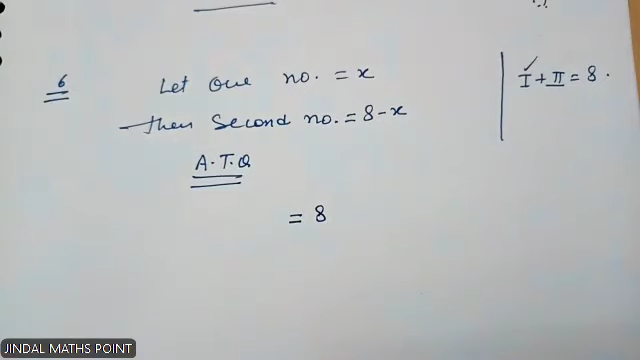 6 Let One no. = x
I + II = 8.
then Second no. = 8 - x
A.T.Q
= 8
JINDAL MATHS POINT